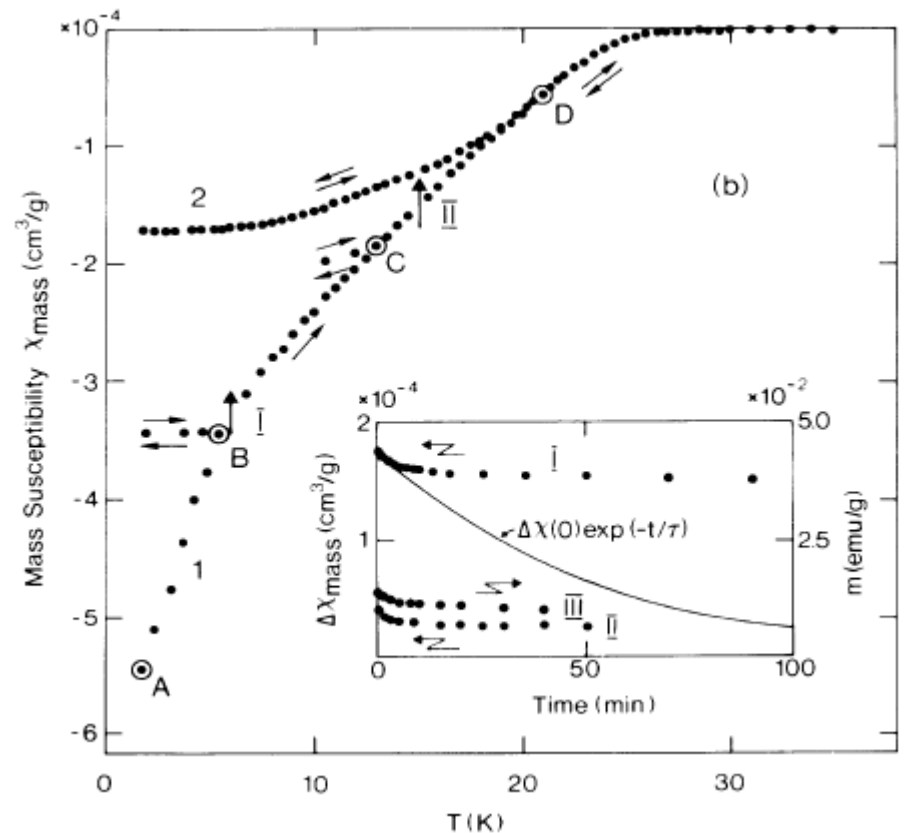 ×10⁻⁴
0
-1
-2
-3
-4
-5
-6
Mass Susceptibility χmass (cm³/g)
2
1
A
B
C
D
I
II
(b)
0
10
20
30
T(K)
×10⁻⁴
×10⁻²
2
1
Δχmass (cm³/g)
5.0
2.5
m (emu/g)
I
Δχ(0)exp(-t/τ)
III
II
0
50
100
Time (min)